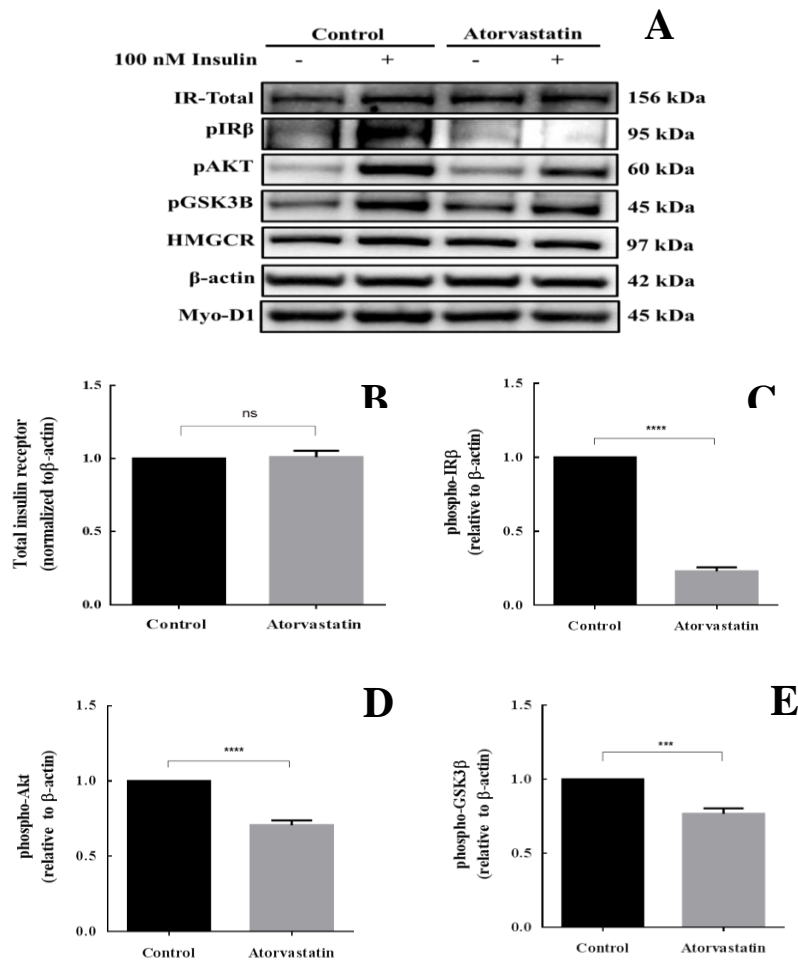 A
Control Atorvastatin
100 nM Insulin - + - +
IR-Total 156 kDa
pIRβ 95 kDa
pAKT 60 kDa
pGSK3B 45 kDa
HMGCR 97 kDa
β-actin 42 kDa
Myo-D1 45 kDa
B
1.5
1.0
0.5
0.0
Total insulin receptor
(normalized toβ-actin)
ns
Control Atorvastatin
C
1.5
1.0
0.5
0.0
phospho-IRβ
(relative to β-actin)
****
Control Atorvastatin
D
1.5
1.0
0.5
0.0
phospho-Akt
(relative to β-actin)
****
Control Atorvastatin
E
1.5
1.0
0.5
0.0
phospho-GSK3β
(relative to β-actin)
***
Control Atorvastatin